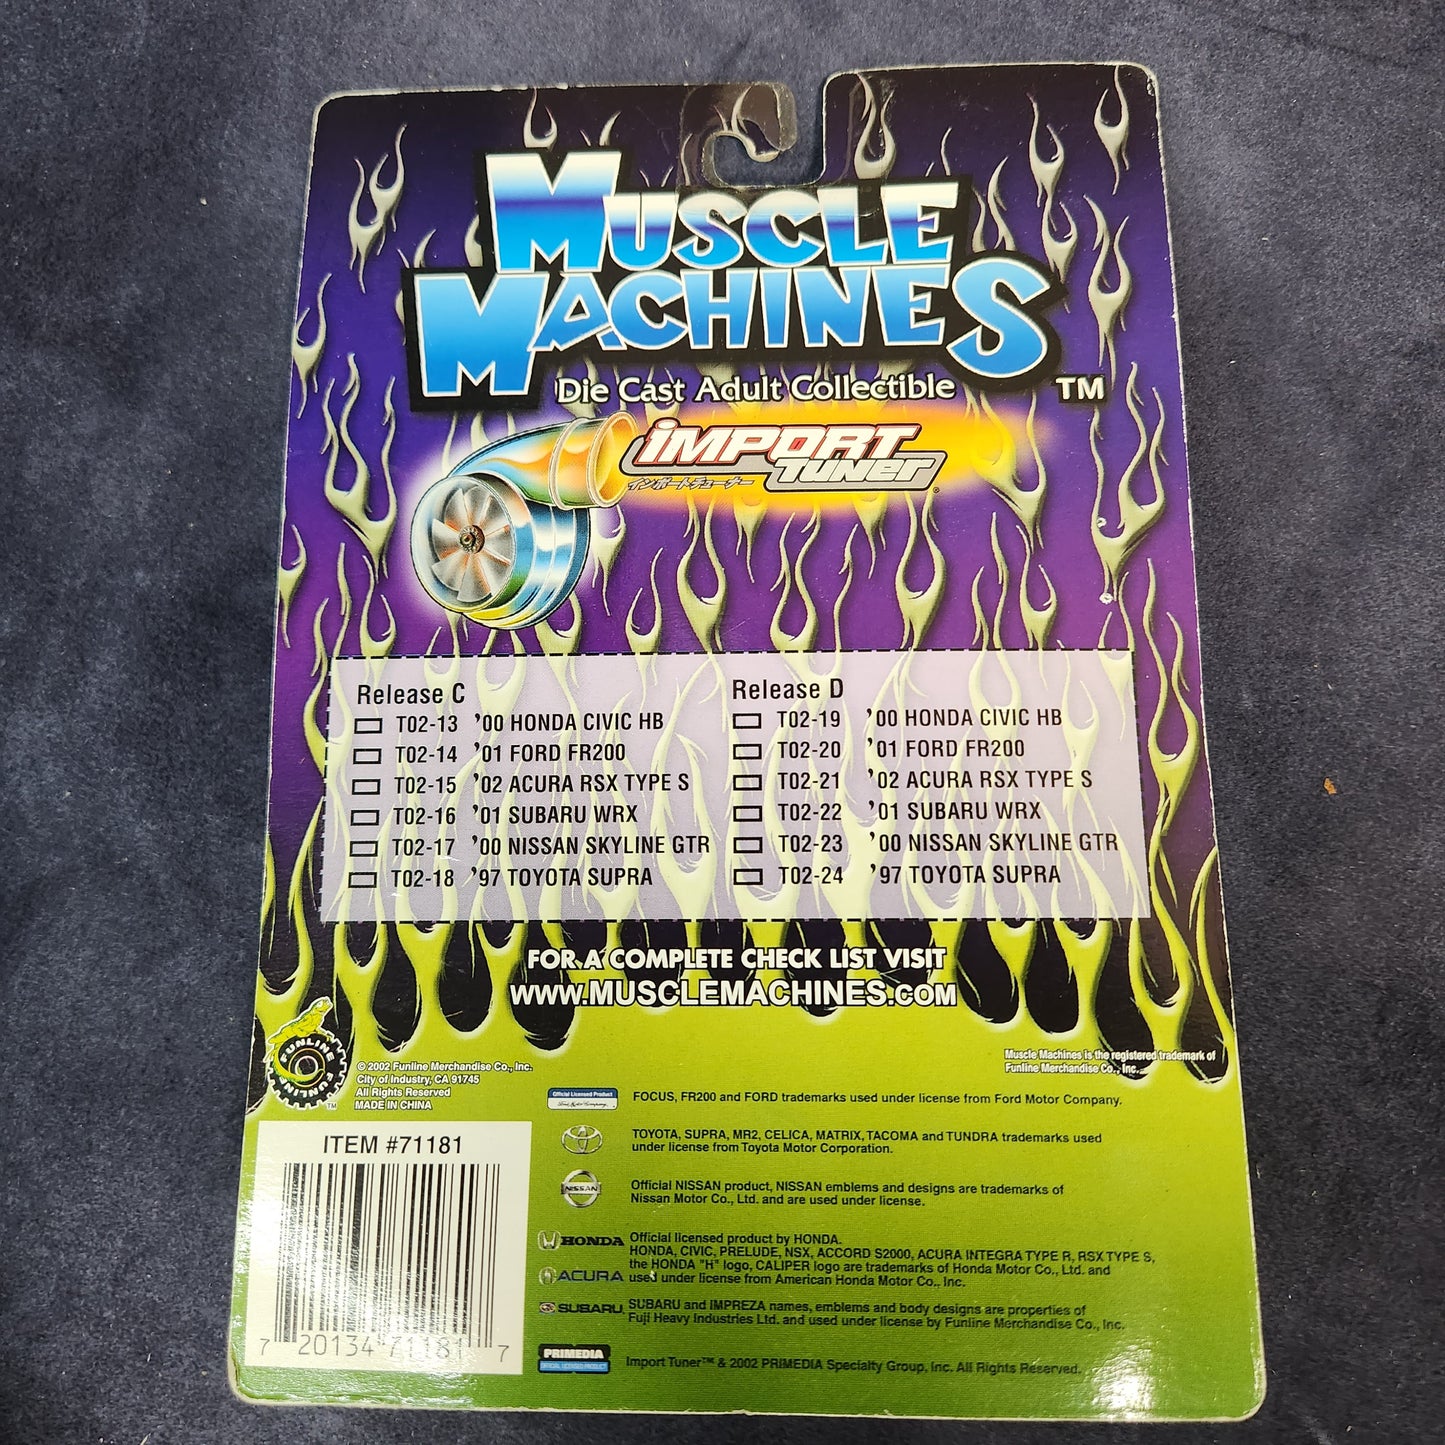 MUSCLE
MACHINES
Die Cast Adult Collectible TM
iMPORT
TUNER
インポートチューナー
Release C
T02-13 '00 HONDA CIVIC HB
T02-14 '01 FORD FR200
T02-15 '02 ACURA RSX TYPE S
T02-16 '01 SUBARU WRX
T02-17 '00 NISSAN SKYLINE GTR
T02-18 '97 TOYOTA SUPRA
Release D
T02-19 '00 HONDA CIVIC HB
T02-20 '01 FORD FR200
T02-21 '02 ACURA RSX TYPE S
T02-22 '01 SUBARU WRX
T02-23 '00 NISSAN SKYLINE GTR
T02-24 '97 TOYOTA SUPRA
FOR A COMPLETE CHECK LIST VISIT
WWW.MUSCLEMACHINES.COM
FUNLINE FUNLINE TM
© 2002 Funline Merchandise Co., Inc.
City of Industry, CA 91745
All Rights Reserved
MADE IN CHINA
Muscle Machines is the registered trademark of
Funline Merchandise Co., Inc.
ITEM #71181
7 20134 71181 7
Official Licensed Product
Ford Motor Company
FOCUS, FR200 and FORD trademarks used under license from Ford Motor Company.
TOYOTA, SUPRA, MR2, CELICA, MATRIX, TACOMA and TUNDRA trademarks used
under license from Toyota Motor Corporation.
NISSAN
Official NISSAN product, NISSAN emblems and designs are trademarks of
Nissan Motor Co., Ltd. and are used under license.
HONDA
ACURA
Official licensed product by HONDA.
HONDA, CIVIC, PRELUDE, NSX, ACCORD S2000, ACURA INTEGRA TYPE R, RSX TYPE S,
the HONDA "H" logo, CALIPER logo are trademarks of Honda Motor Co., Ltd. and
used under license from American Honda Motor Co., Inc.
SUBARU
SUBARU and IMPREZA names, emblems and body designs are properties of
Fuji Heavy Industries Ltd. and used under license by Funline Merchandise Co., Inc.
PRIMEDIA
OFFICIAL LICENSED PRODUCT
Import Tuner™ & 2002 PRIMEDIA Specialty Group, Inc. All Rights Reserved.